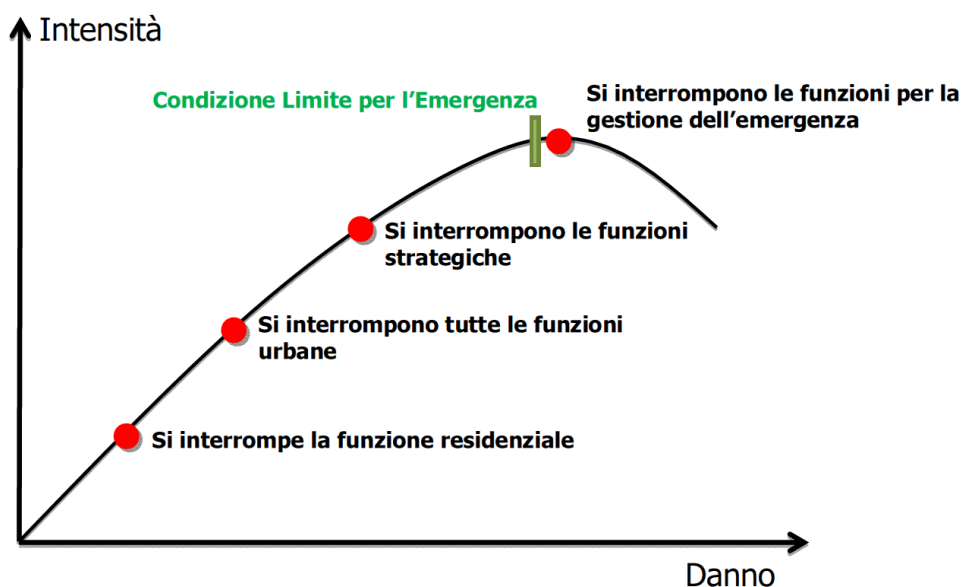 Intensità
Condizione Limite per l'Emergenza
Si interrompono le funzioni per la
gestione dell'emergenza
Si interrompono le funzioni
strategiche
Si interrompono tutte le funzioni
urbane
Si interrompe la funzione residenziale
Danno